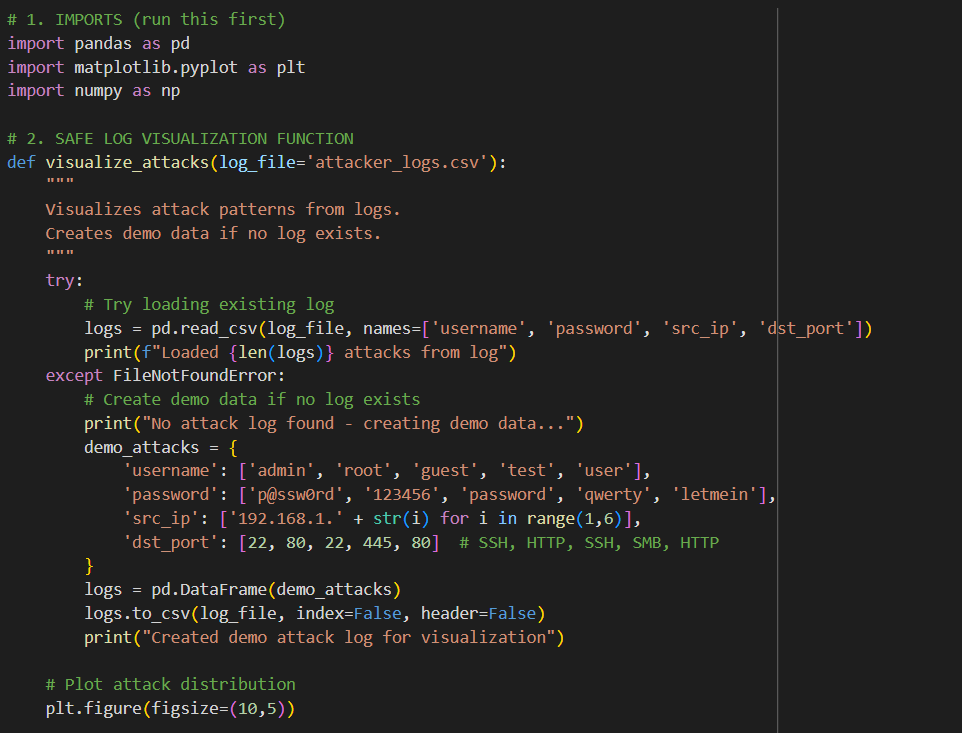 # 1. IMPORTS (run this first)
import pandas as pd
import matplotlib.pyplot as plt
import numpy as np

# 2. SAFE LOG VISUALIZATION FUNCTION
def visualize_attacks(log_file='attacker_logs.csv'):
    """
    Visualizes attack patterns from logs.
    Creates demo data if no log exists.
    """
    try:
        # Try loading existing log
        logs = pd.read_csv(log_file, names=['username', 'password', 'src_ip', 'dst_port'])
        print(f"Loaded {len(logs)} attacks from log")
    except FileNotFoundError:
        # Create demo data if no log exists
        print("No attack log found - creating demo data...")
        demo_attacks = {
            'username': ['admin', 'root', 'guest', 'test', 'user'],
            'password': ['p@ssw0rd', '123456', 'password', 'qwerty', 'letmein'],
            'src_ip': ['192.168.1.' + str(i) for i in range(1,6)],
            'dst_port': [22, 80, 22, 445, 80]  # SSH, HTTP, SSH, SMB, HTTP
        }
        logs = pd.DataFrame(demo_attacks)
        logs.to_csv(log_file, index=False, header=False)
        print("Created demo attack log for visualization")

    # Plot attack distribution
    plt.figure(figsize=(10,5))